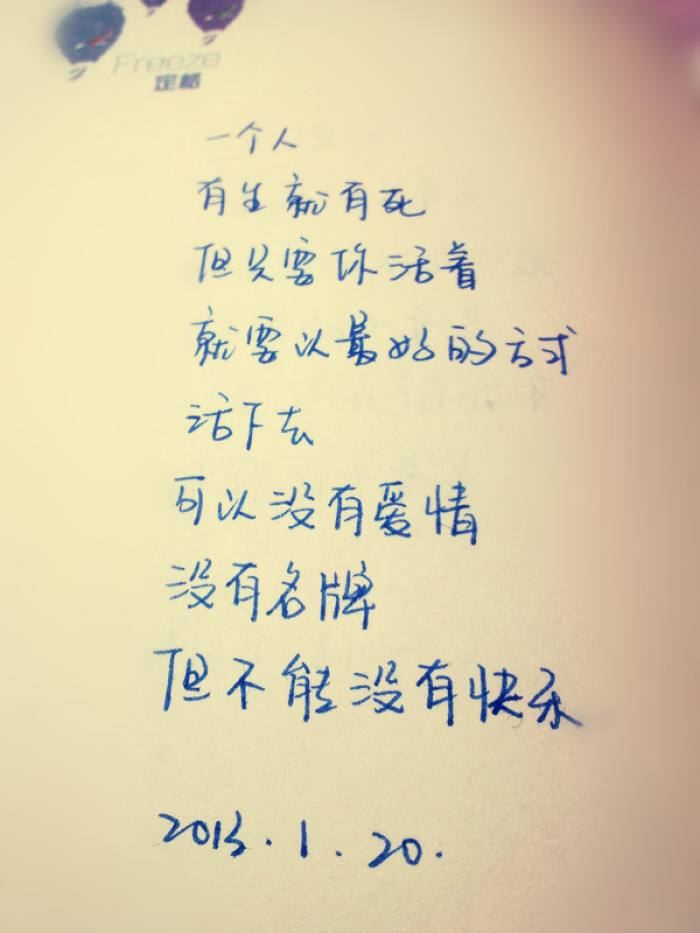 Freeze
定格
一个人
有生就有死
但只要你活着
就要以最好的方式
活下去
可以没有爱情
没有名牌
但不能没有快乐
2013.1.20.